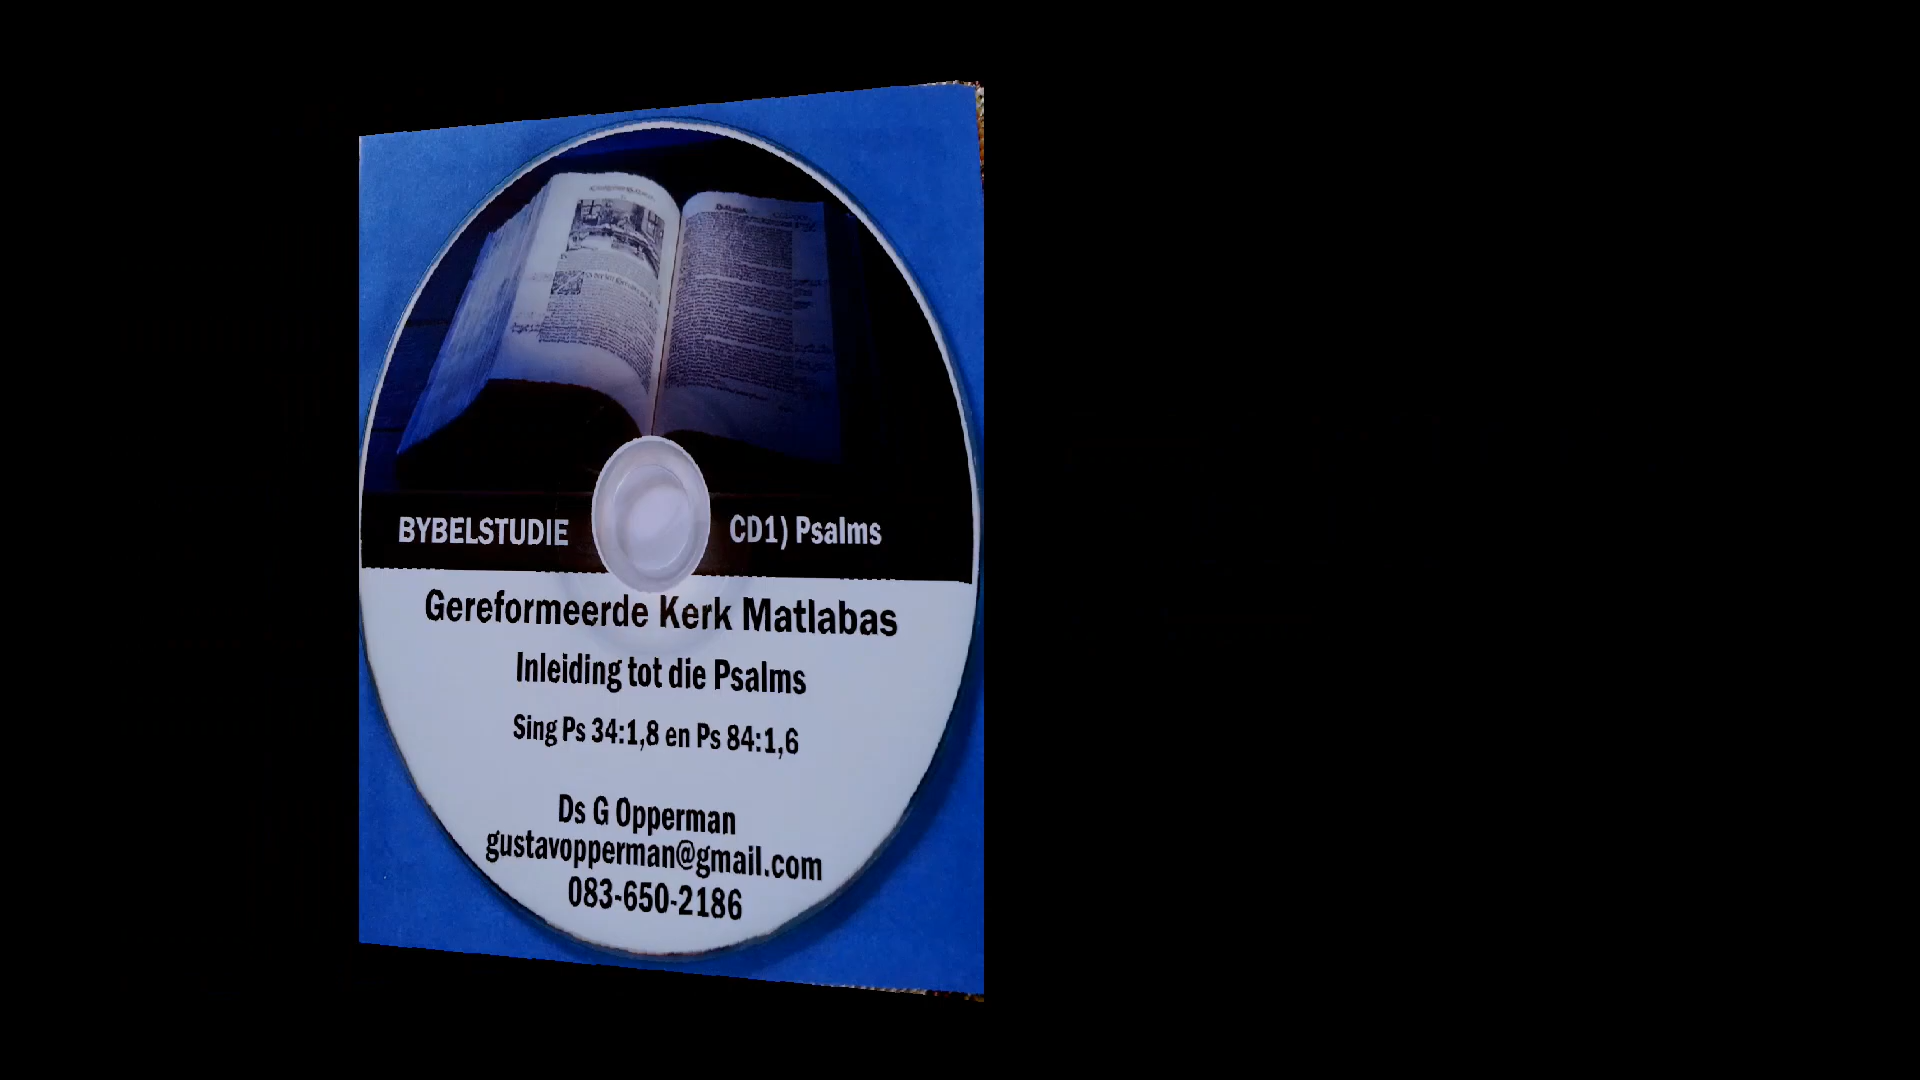 BYBELSTUDIE CD1) Psalms
Gereformeerde Kerk Matlabas
Inleiding tot die Psalms
Sing Ps 34:1,8 en Ps 84:1,6
Ds G Opperman
gustavopperman@gmail.com
083-650-2186